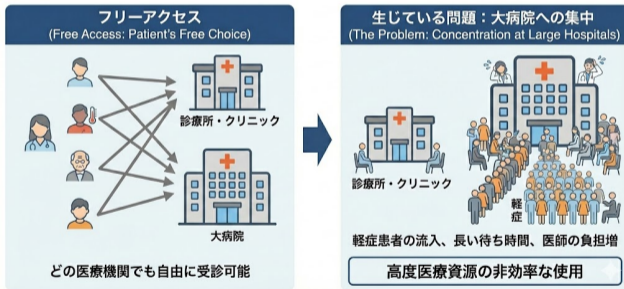 フリーアクセス
(Free Access: Patient's Free Choice)
診療所・クリニック
大病院
どの医療機関でも自由に受診可能
生じている問題：大病院への集中
(The Problem: Concentration at Large Hospitals)
診療所・クリニック
軽症
軽症患者の流入、長い待ち時間、医師の負担増
高度医療資源の非効率な使用